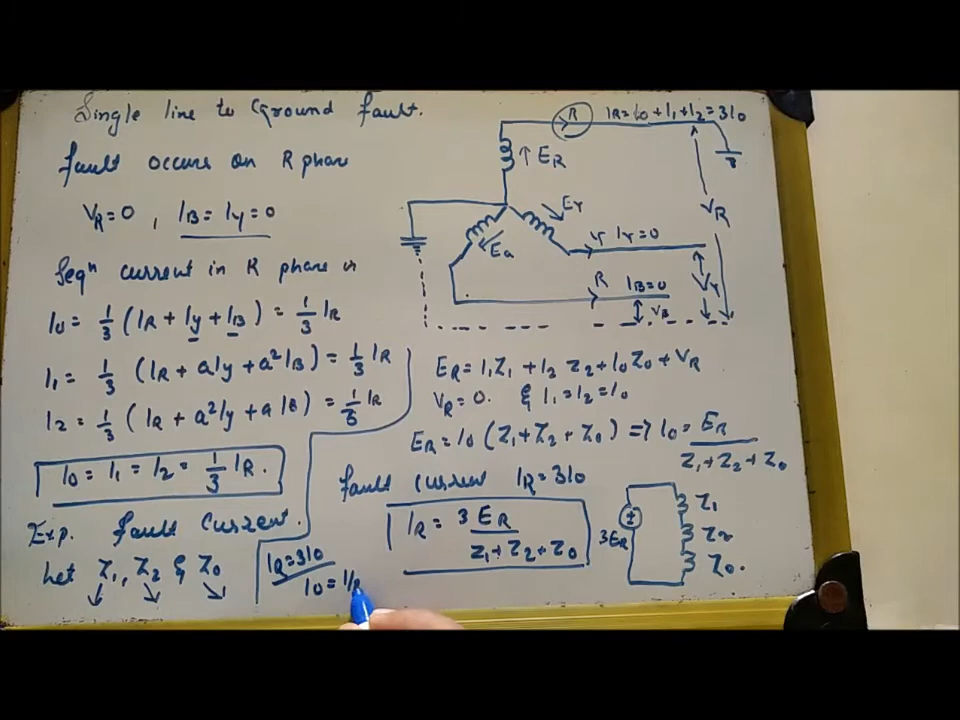 Single line to Ground fault.
fault occurs on R phase
VR=0 , IB= Iy=0
Seqn current in R phase is
I0= 1/3 (IR + Iy + IB) = 1/3 IR
I1= 1/3 (IR + aIy + a²IB) = 1/3 IR
I2= 1/3 (IR + a²Iy + a IB) = 1/3 IR
I0 = I1 = I2 = 1/3 IR.
Exp. fault Current.
Let Z1, Z2 & Z0
IR=3I0
I0= 1/R
R IR=I0+I1+I2=3I0
ER
EY
Y IY=0
Ea
R IB=0
VR
VY
VB
ER= I1Z1 + I2 Z2 + I0Z0 + VR
VR=0. & I1=I2=I0
ER= I0 (Z1+Z2+Z0) => I0= ER/Z1+Z2+Z0
fault current IR=3I0
IR= 3ER/Z1+Z2+Z0
3ER
Z1
Z2
Z0.